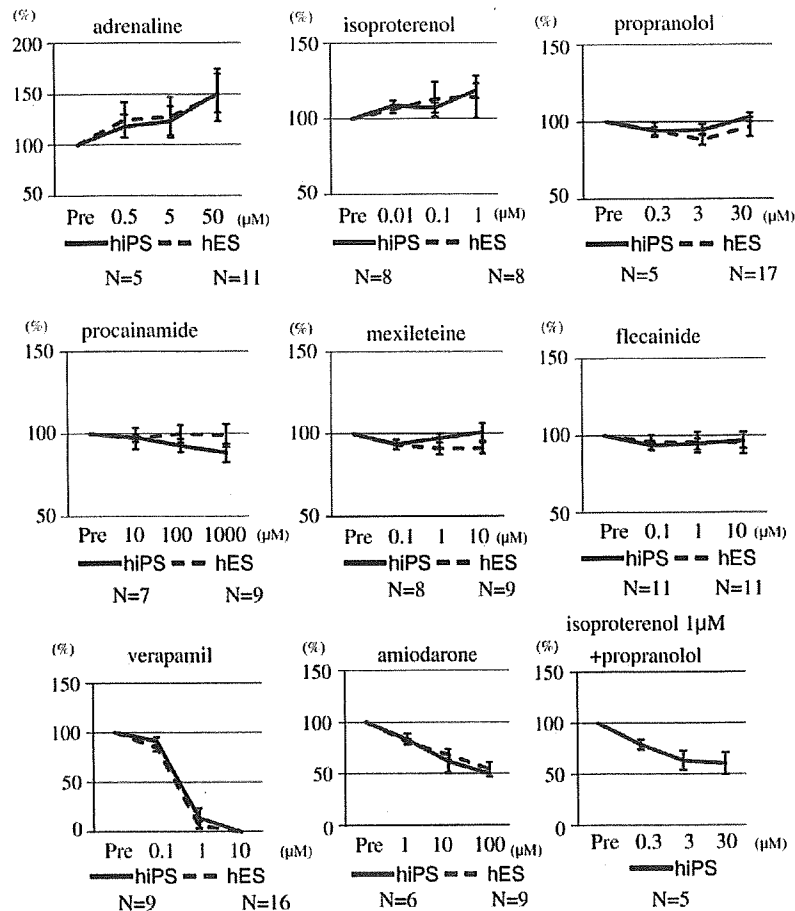 (%) adrenaline
200
150
100
50
Pre 0.5 5 50 (μM)
hiPS hES
N=5 N=11
(%) isoproterenol
150
100
50
Pre 0.01 0.1 1 (μM)
hiPS hES
N=8 N=8
(%) propranolol
150
100
50
Pre 0.3 3 30 (μM)
hiPS hES
N=5 N=17
(%) procainamide
150
100
50
Pre 10 100 1000 (μM)
hiPS hES
N=7 N=9
(%) mexileteine
150
100
50
Pre 0.1 1 10 (μM)
hiPS hES
N=8 N=9
(%) flecainide
150
100
50
Pre 0.1 1 10 (μM)
hiPS hES
N=11 N=11
(%) verapamil
150
100
50
0
Pre 0.1 1 10 (μM)
hiPS hES
N=9 N=16
(%) amiodarone
150
100
50
0
Pre 1 10 100 (μM)
hiPS hES
N=6 N=9
isoproterenol 1μM
(%) +propranolol
150
100
50
0
Pre 0.3 3 30 (μM)
hiPS
N=5